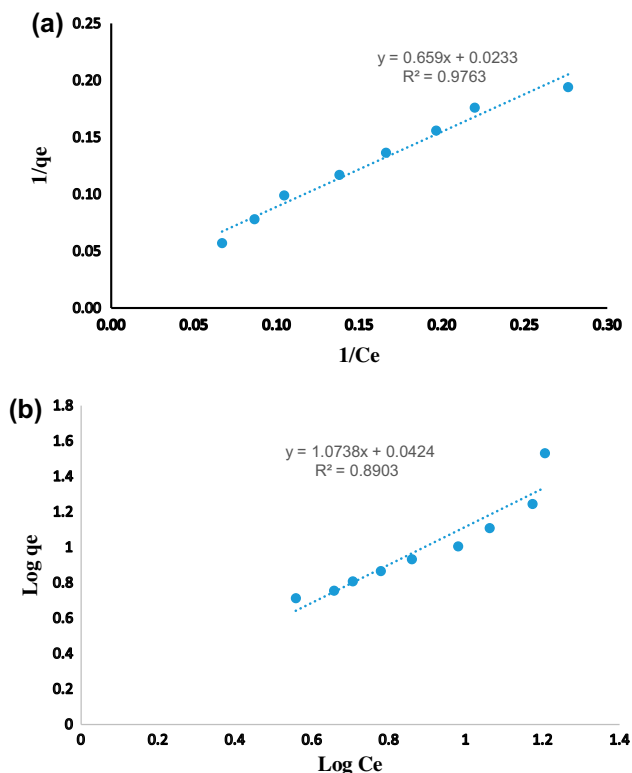 (a)
0.25
y = 0.659x + 0.0233
R² = 0.9763
0.20
0.15
1/qe
0.10
0.05
0.00
0.00 0.05 0.10 0.15 0.20 0.25 0.30
1/Ce
(b)
1.8
1.6
y = 1.0738x + 0.0424
R² = 0.8903
1.4
1.2
Log qe
1
0.8
0.6
0.4
0.2
0
0 0.2 0.4 0.6 0.8 1 1.2 1.4
Log Ce